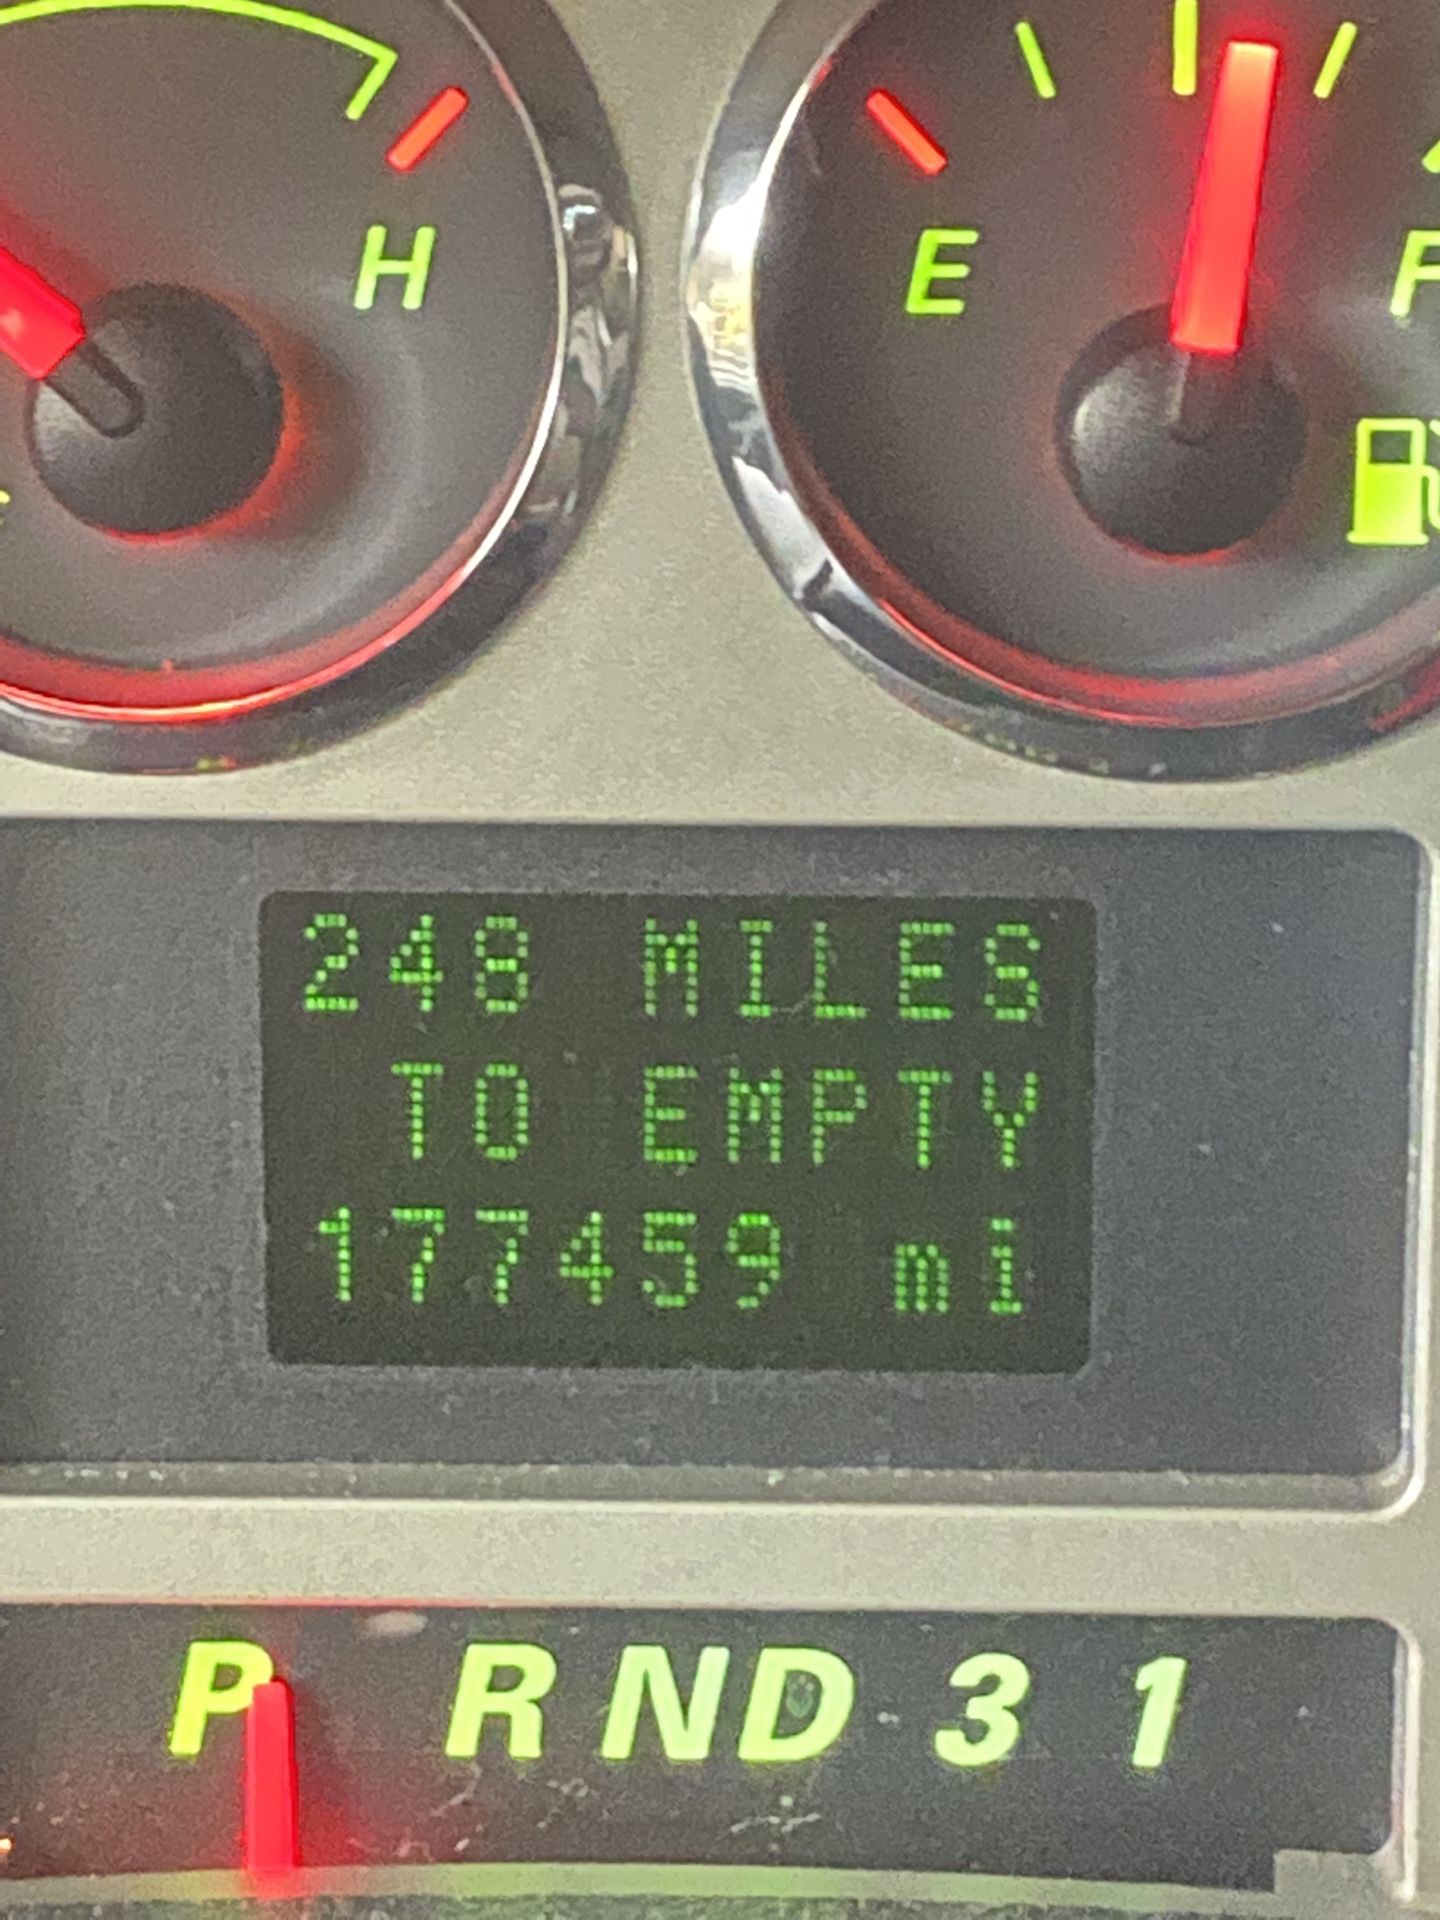 H
E F
248 MILES
TO EMPTY
177459 mi
P R N D 3 1